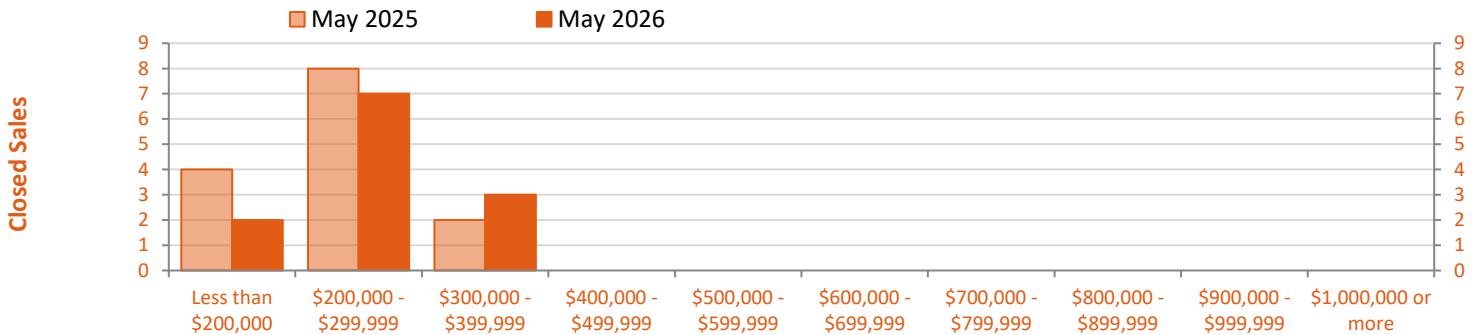 May 2025 May 2026
Closed Sales
9 9
8 8
7 7
6 6
5 5
4 4
3 3
2 2
1 1
0 0
Less than $200,000 - $300,000 - $400,000 - $500,000 - $600,000 - $700,000 - $800,000 - $900,000 - $1,000,000 or
$200,000 $299,999 $399,999 $499,999 $599,999 $699,999 $799,999 $899,999 $999,999 more